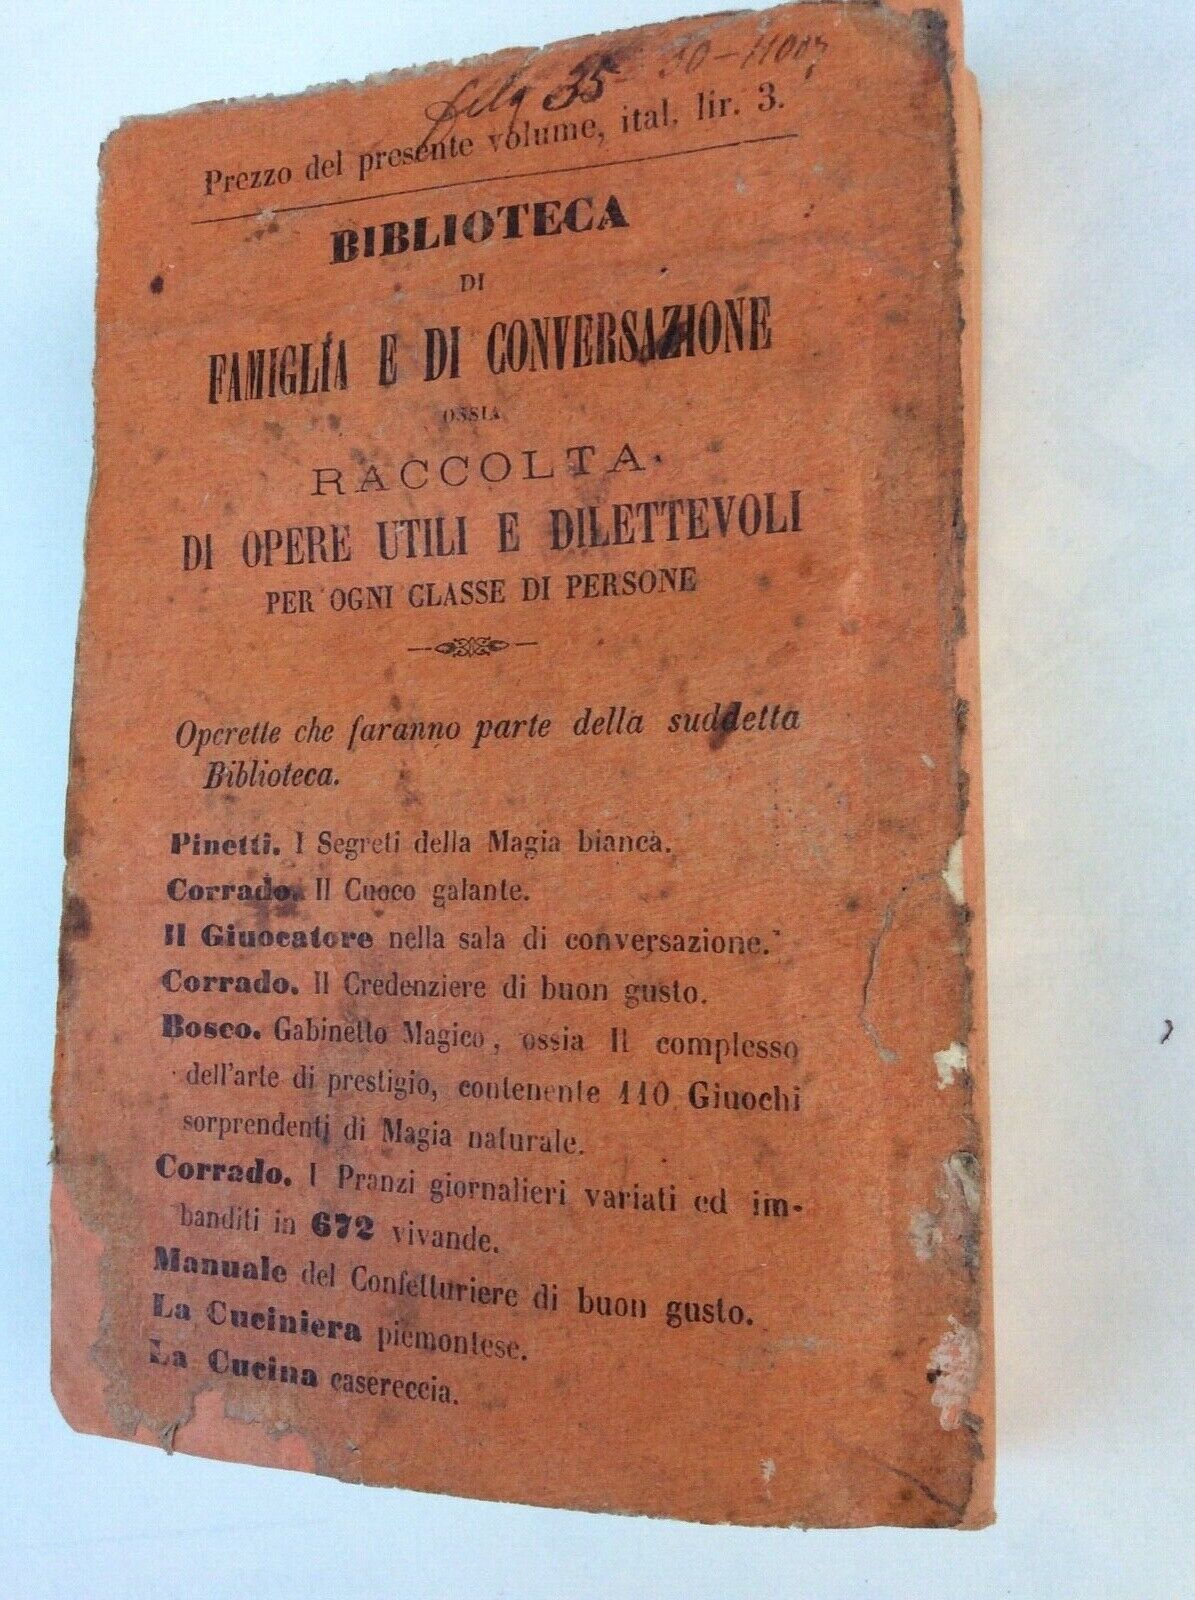 35
Prezzo del presente volume, ital. lir. 3.
BIBLIOTECA
DI
FAMIGLIA E DI CONVERSAZIONE
OSSIA
RACCOLTA
DI OPERE UTILI E DILETTEVOLI
PER OGNI CLASSE DI PERSONE
Operette che faranno parte della suddetta
Biblioteca.
Pinetti. I Segreti della Magia bianca.
Corrado. Il Cuoco galante.
Il Giuocatore nella sala di conversazione.
Corrado. Il Credenziere di buon gusto.
Bosco. Gabinetto Magico, ossia Il complesso
dell'arte di prestigio, contenente 110 Giuochi
sorprendenti di Magia naturale.
Corrado. I Pranzi giornalieri variati ed im-
banditi in 672 vivande.
Manuale del Confetturiere di buon gusto.
La Cuciniera piemontese.
La Cucina casereccia.